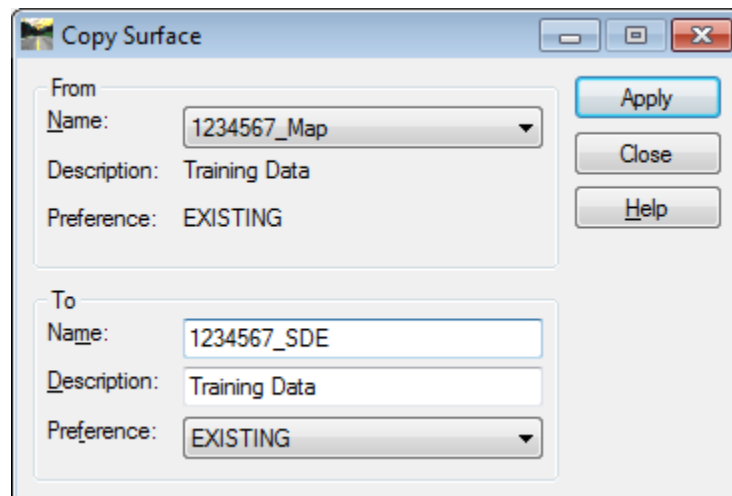 Copy Surface
From
Name: 1234567_Map
Description: Training Data
Preference: EXISTING
Apply
Close
Help
To
Name: 1234567_SDE
Description: Training Data
Preference: EXISTING